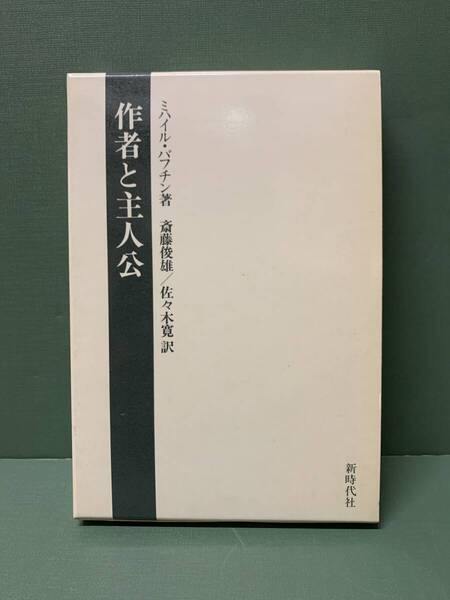 ミハイル・バフチン著　斎藤俊雄／佐々木寛訳
作者と主人公
新時代社